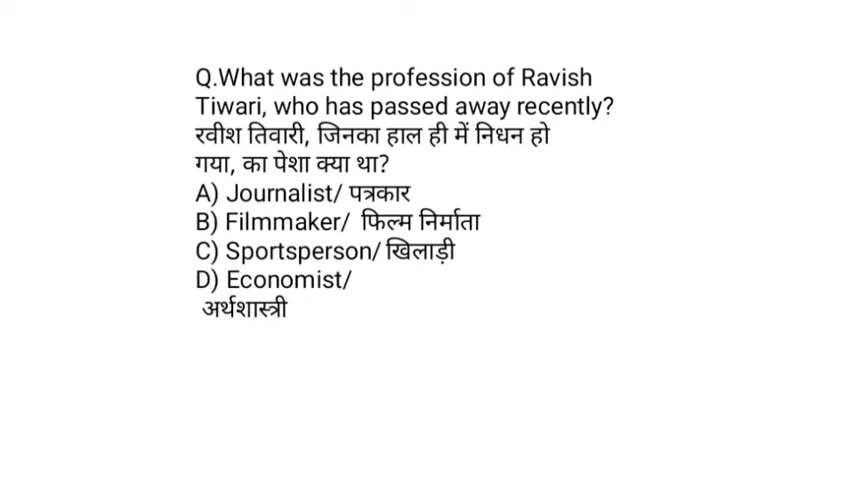 Q.What was the profession of Ravish
Tiwari, who has passed away recently?
रवीश तिवारी, जिनका हाल ही में निधन हो
गया, का पेशा क्या था?
A) Journalist/ पत्रकार
B) Filmmaker/ फिल्म निर्माता
C) Sportsperson/ खिलाड़ी
D) Economist/
अर्थशास्त्री